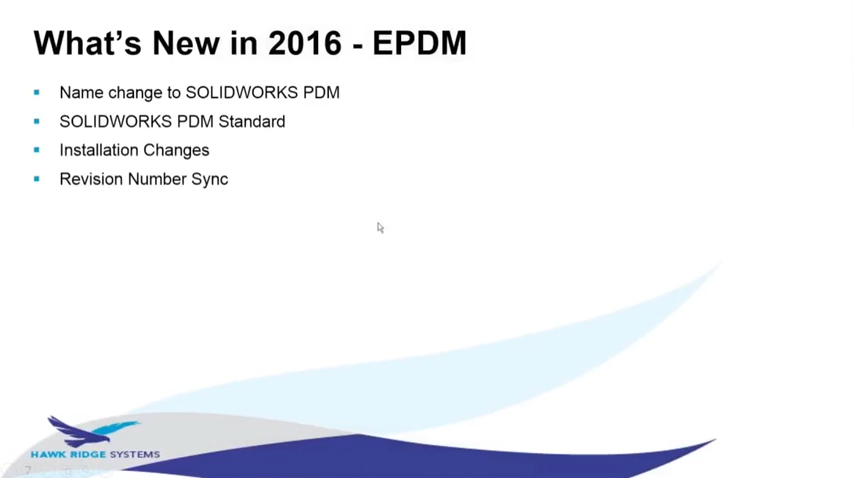 What's New in 2016 - EPDM
Name change to SOLIDWORKS PDM
SOLIDWORKS PDM Standard
Installation Changes
Revision Number Sync
HAWK RIDGE SYSTEMS
7